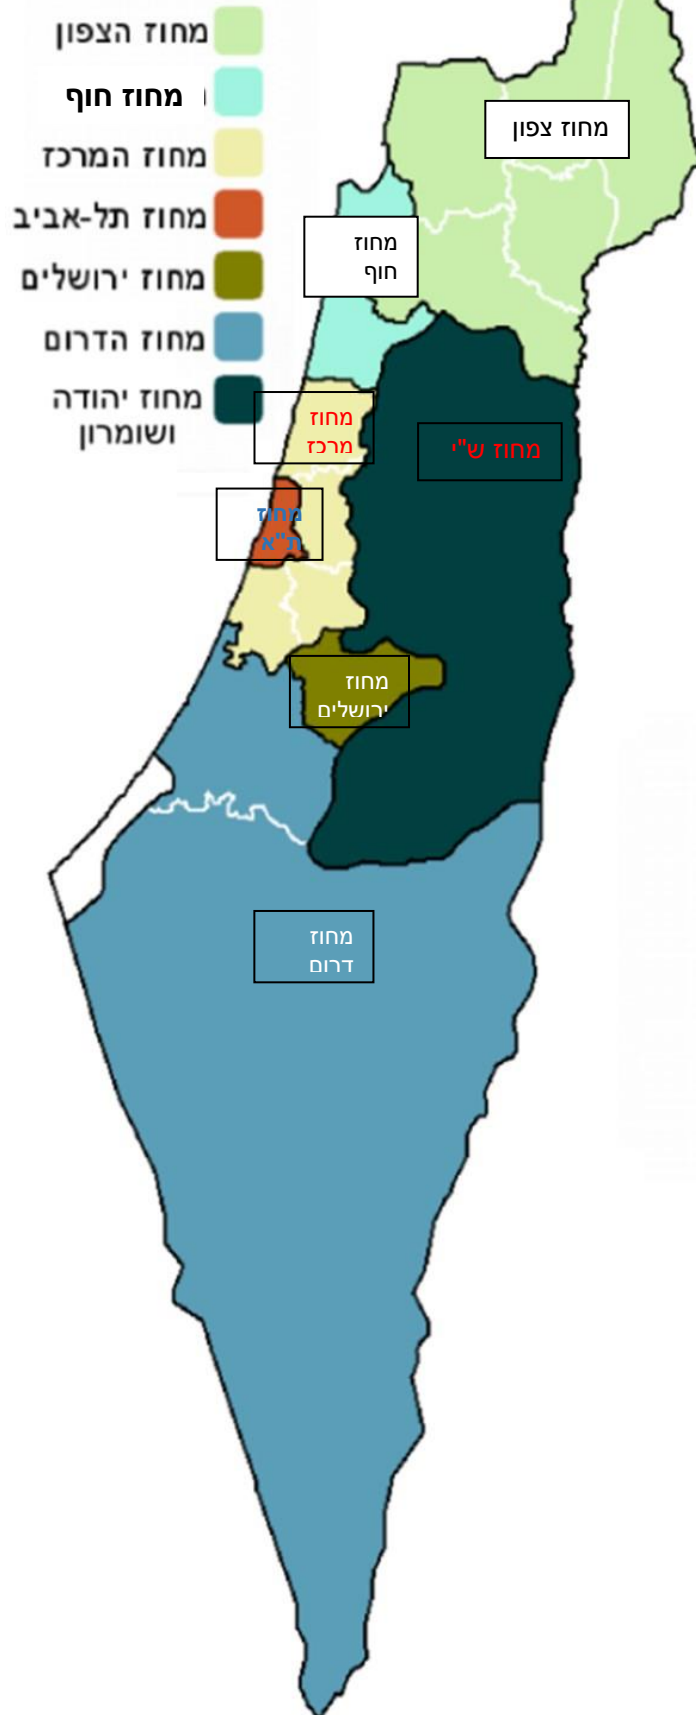 מחוז הצפון
מחוז חוף
מחוז המרכז
מחוז תל-אביב
מחוז ירושלים
מחוז הדרום
מחוז יהודה
ושומרון
מחוז צפון
מחוז
חוף
מחוז
מרכז
מחוז ש"י
מחוז
ת"א
מחוז
ירושלים
מחוז
דרום